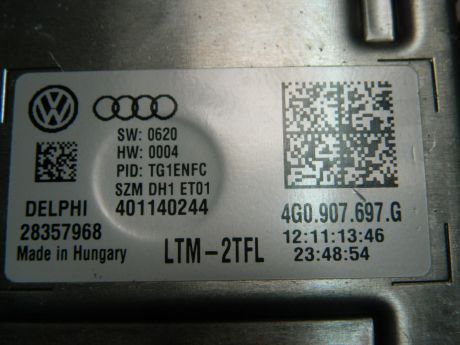 SW: 0620
HW: 0004
PID: TG1ENFC
SZM DH1 ET01
DELPHI 401140244
28357968
Made in Hungary
LTM-2TFL
4G0.907.697.G
12:11:13:46
23:48:54